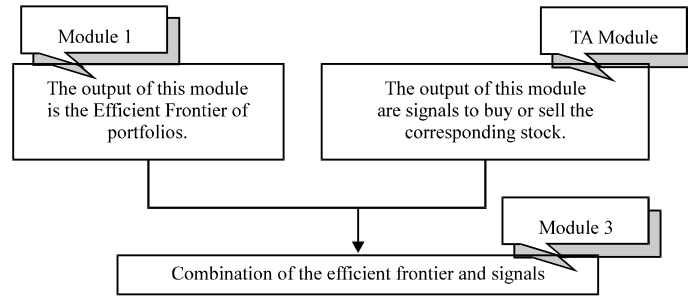 Module 1
TA Module
The output of this module
is the Efficient Frontier of
portfolios.
The output of this module
are signals to buy or sell the
corresponding stock.
Module 3
Combination of the efficient frontier and signals